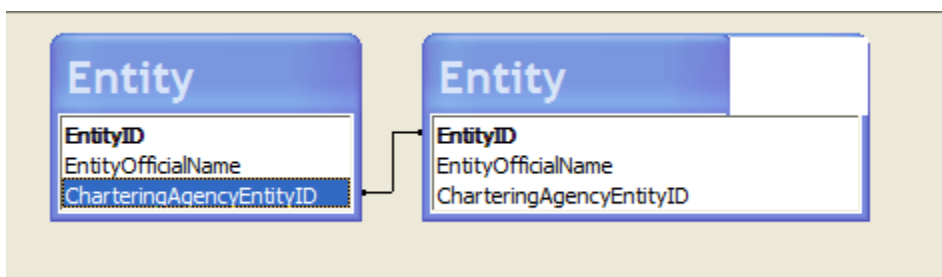 Entity
EntityID
EntityOfficialName
CharteringAgencyEntityID
Entity
EntityID
EntityOfficialName
CharteringAgencyEntityID